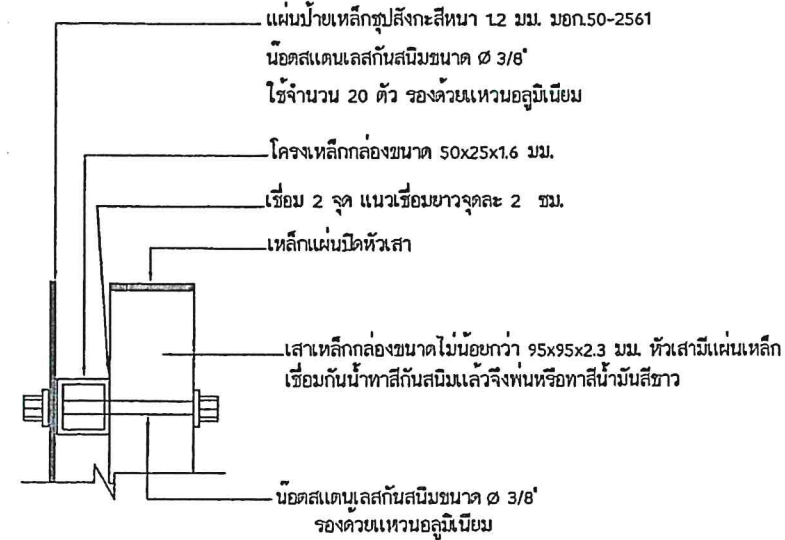 แผ่นป้ายเหล็กชุปสังกะสีหนา 1.2 มม. มอก.50-2561
น๊อตสแตนเลสกันสนิมขนาด Ø 3/8"
ใช้จำนวน 20 ตัว รองด้วยแหวนอลูมิเนียม
โครงเหล็กกล่องขนาด 50x25x1.6 มม.
เชื่อม 2 จุด แนวเชื่อมยาวจุดละ 2 ซม.
เหล็กแผ่นปิดหัวเสา
เสาเหล็กกล่องขนาดไม่น้อยกว่า 95x95x2.3 มม. หัวเสามีแผ่นเหล็ก
เชื่อมกันน้ำทาสีกันสนิมแล้วจึงพ่นหรือทาสีน้ำมันสีขาว
น๊อตสแตนเลสกันสนิมขนาด Ø 3/8"
รองด้วยแหวนอลูมิเนียม